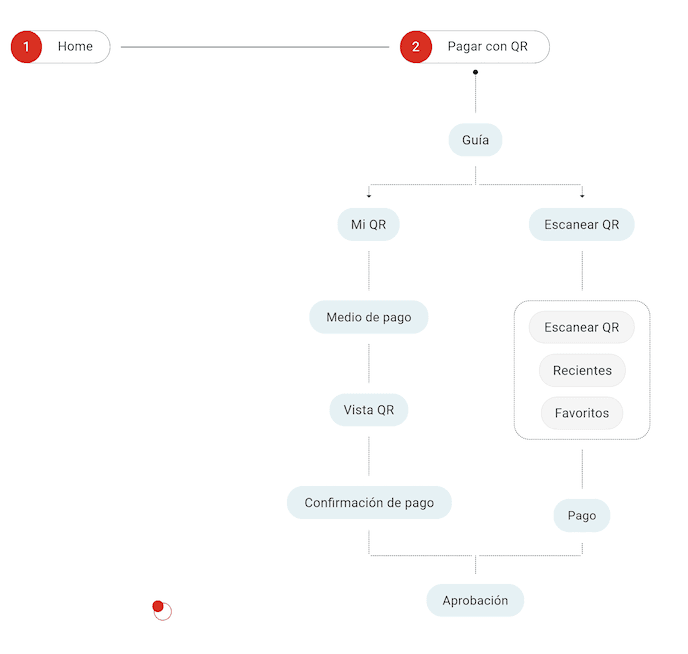 1 Home
2 Pagar con QR
Guía
Mi QR
Escanear QR
Medio de pago
Escanear QR
Recientes
Favoritos
Vista QR
Confirmación de pago
Pago
Aprobación